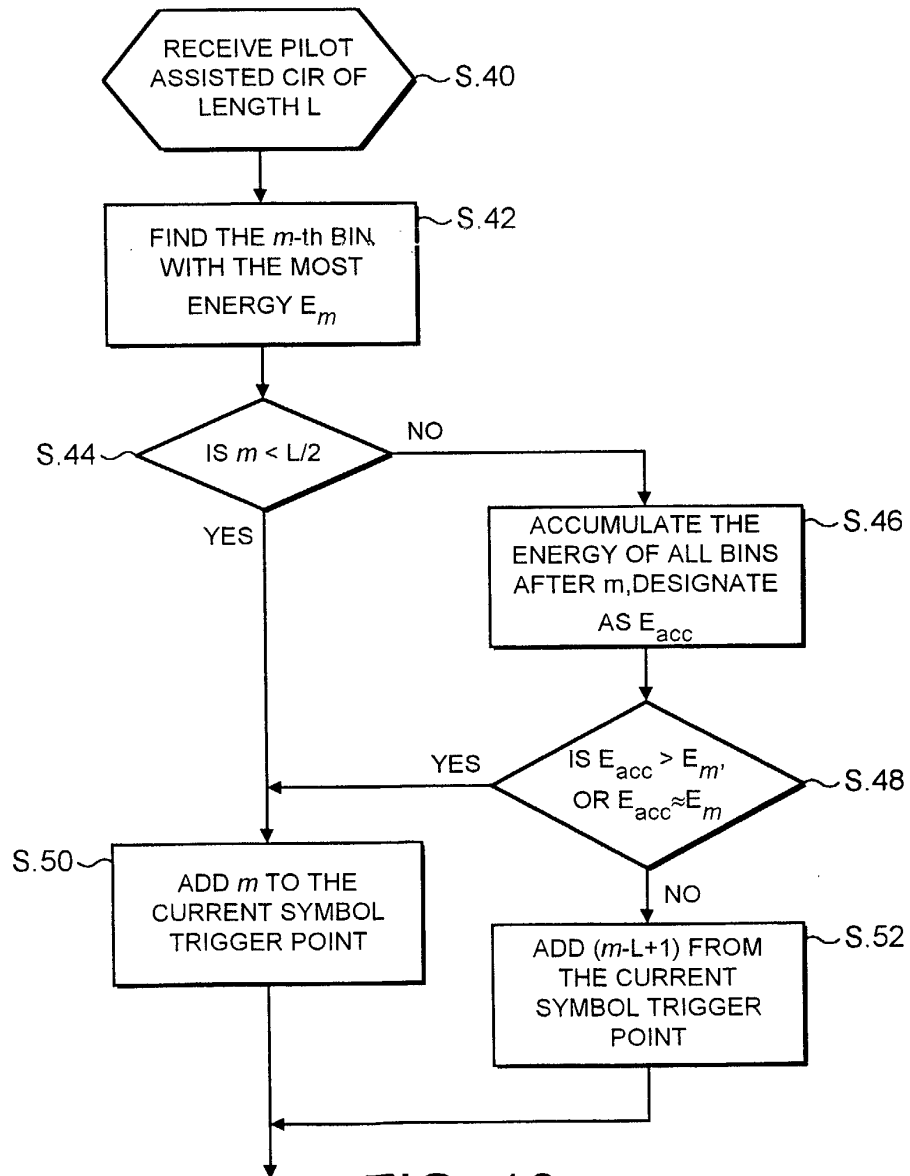 RECEIVE PILOT
ASSISTED CIR OF
LENGTH L
S.40
S.42
FIND THE m-th BIN
WITH THE MOST
ENERGY Em
S.44
IS m < L/2
NO
YES
S.46
ACCUMULATE THE
ENERGY OF ALL BINS
AFTER m,DESIGNATE
AS Eacc
YES
IS Eacc > Em,
OR Eacc≈Em
S.48
NO
S.50
ADD m TO THE
CURRENT SYMBOL
TRIGGER POINT
S.52
ADD (m-L+1) FROM
THE CURRENT
SYMBOL TRIGGER
POINT